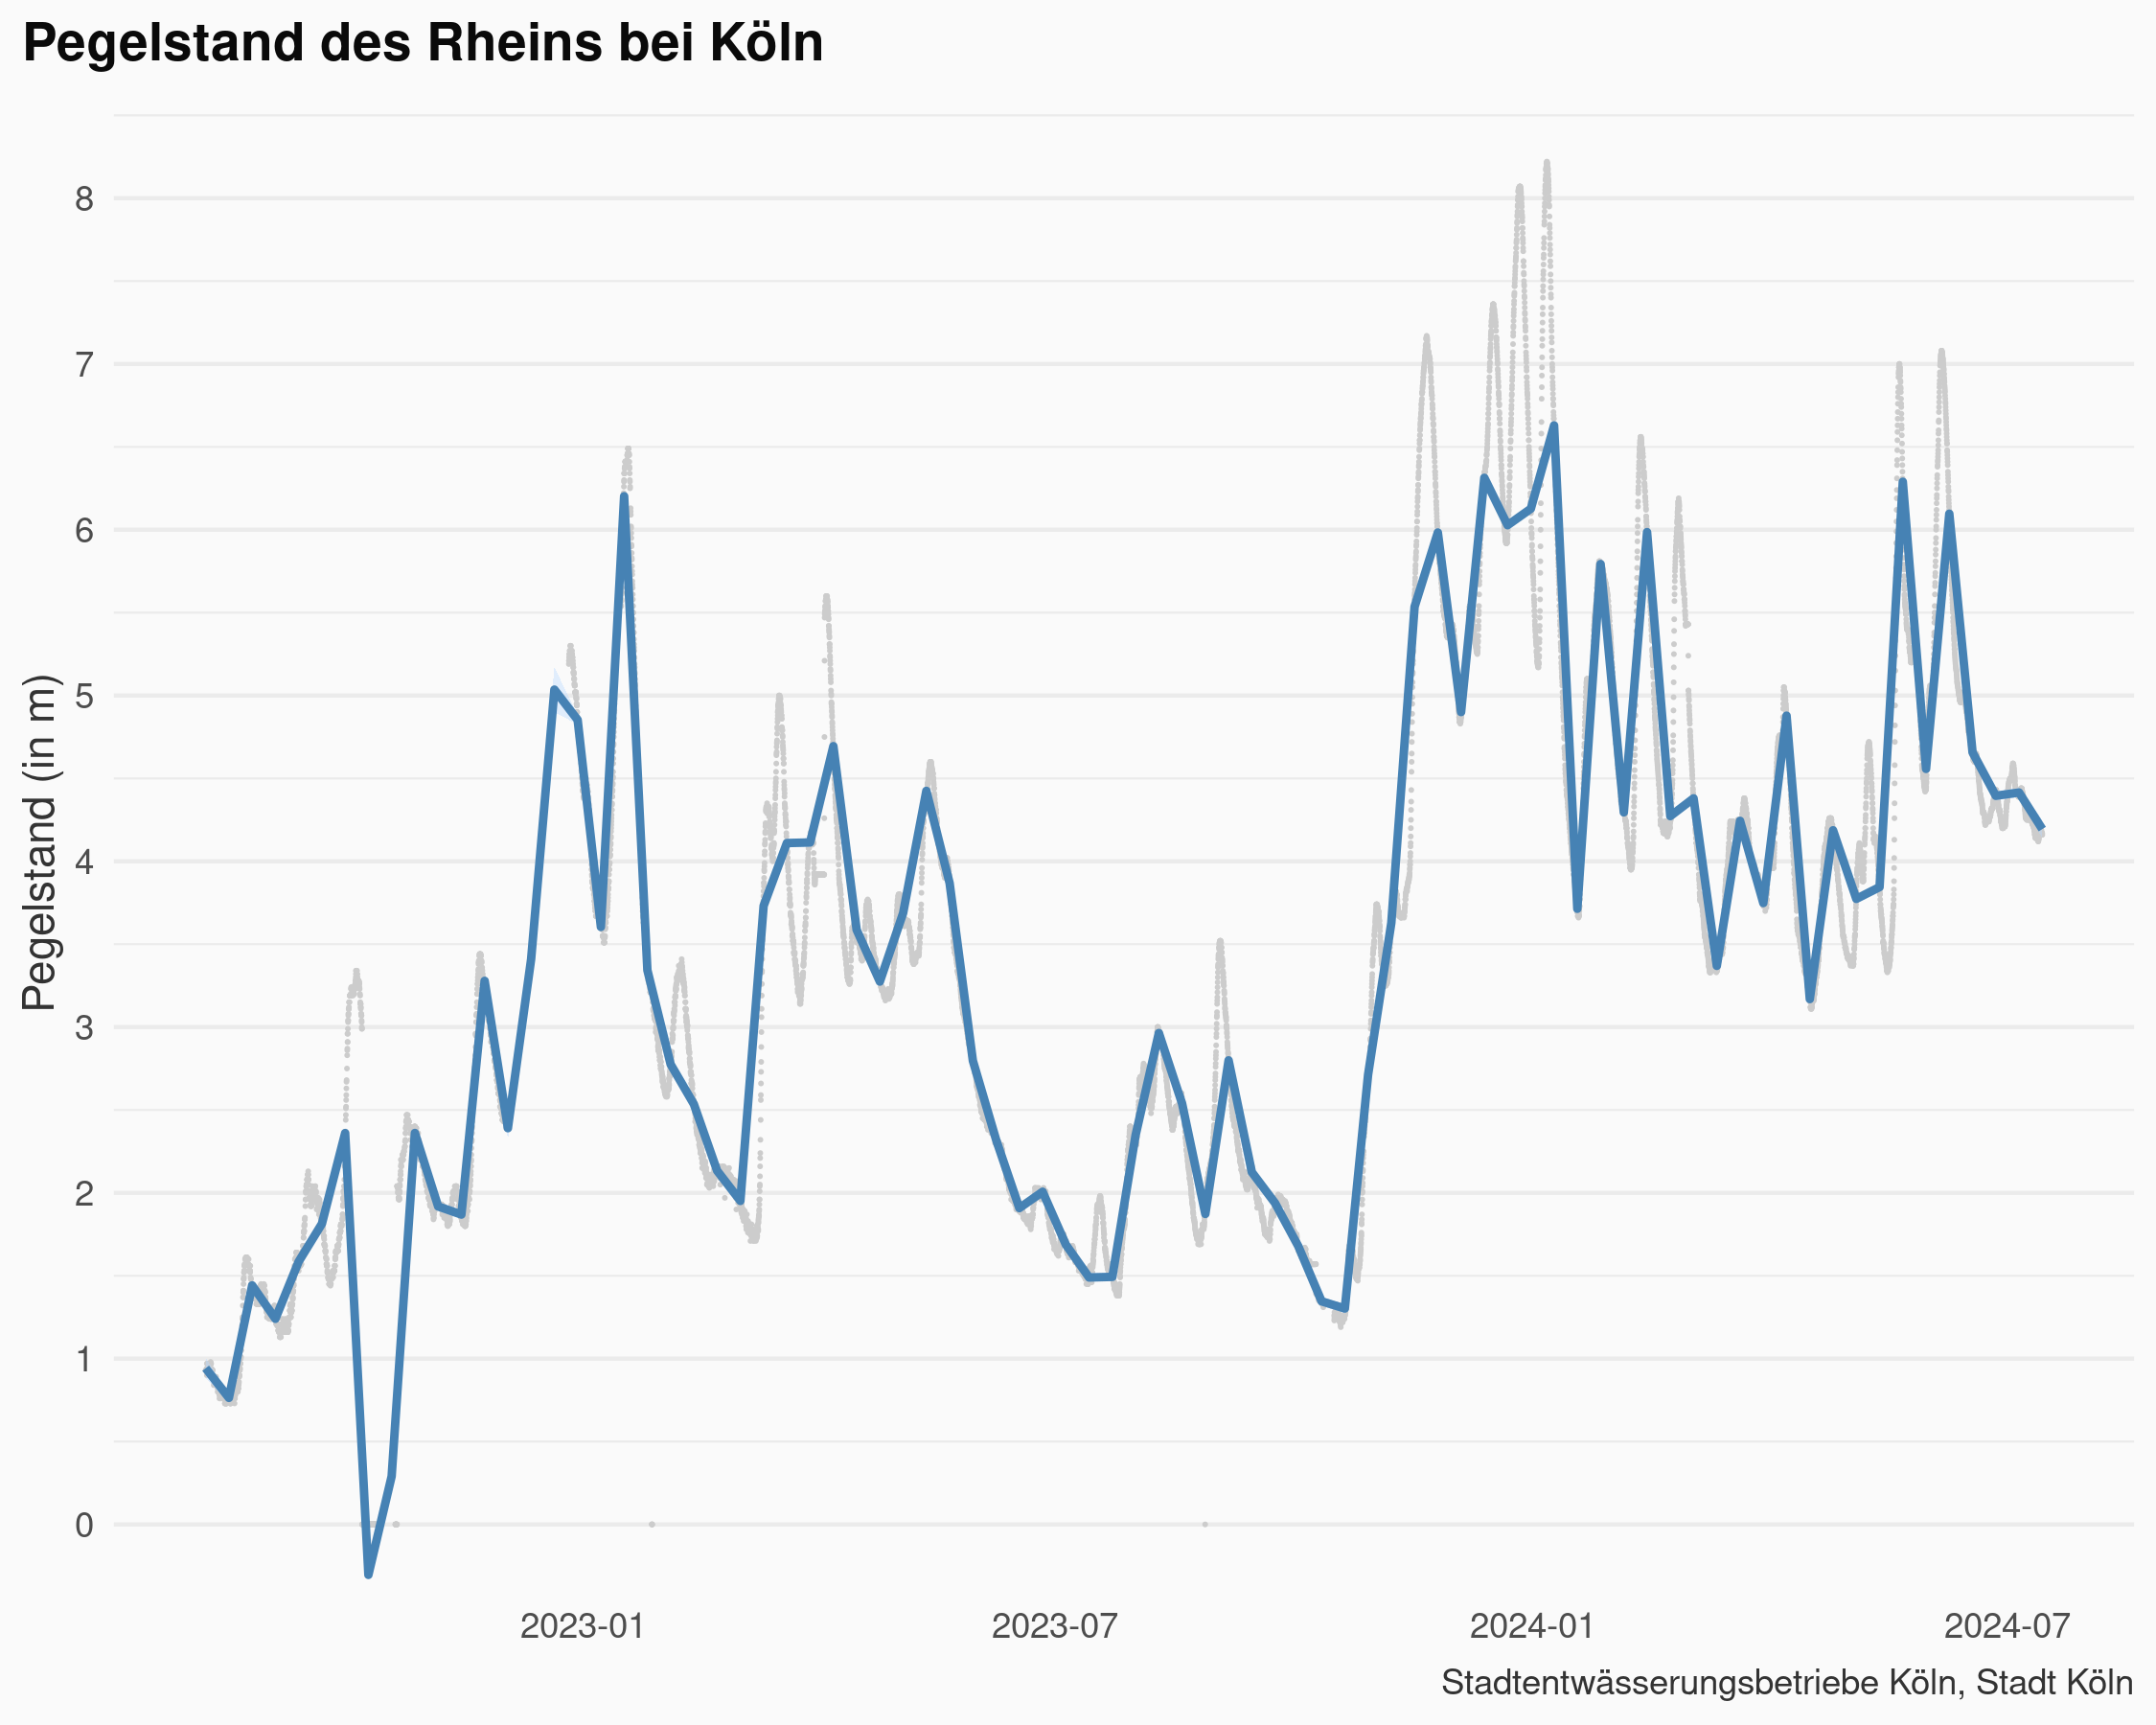 Pegelstand des Rheins bei Köln
Pegelstand (in m)
8
7
6
5
4
3
2
1
0
2023-01 2023-07 2024-01 2024-07
Stadtentwässerungsbetriebe Köln, Stadt Köln